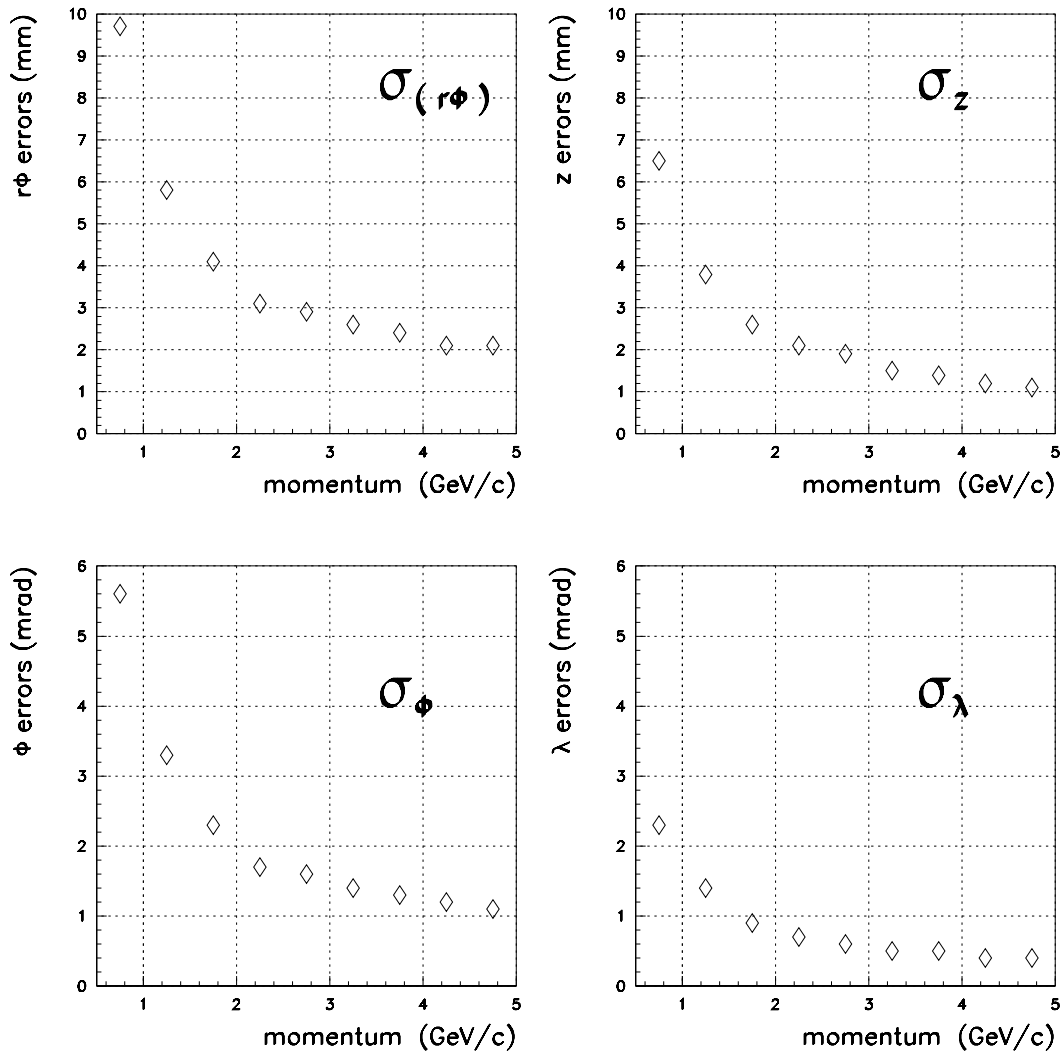 10
9
8
7
6
5
4
3
2
1
0
rΦ errors (mm)
σ(rΦ)
1 2 3 4 5
momentum (GeV/c)
10
9
8
7
6
5
4
3
2
1
0
z errors (mm)
σz
1 2 3 4 5
momentum (GeV/c)
6
5
4
3
2
1
0
Φ errors (mrad)
σΦ
1 2 3 4 5
momentum (GeV/c)
6
5
4
3
2
1
0
λ errors (mrad)
σλ
1 2 3 4 5
momentum (GeV/c)